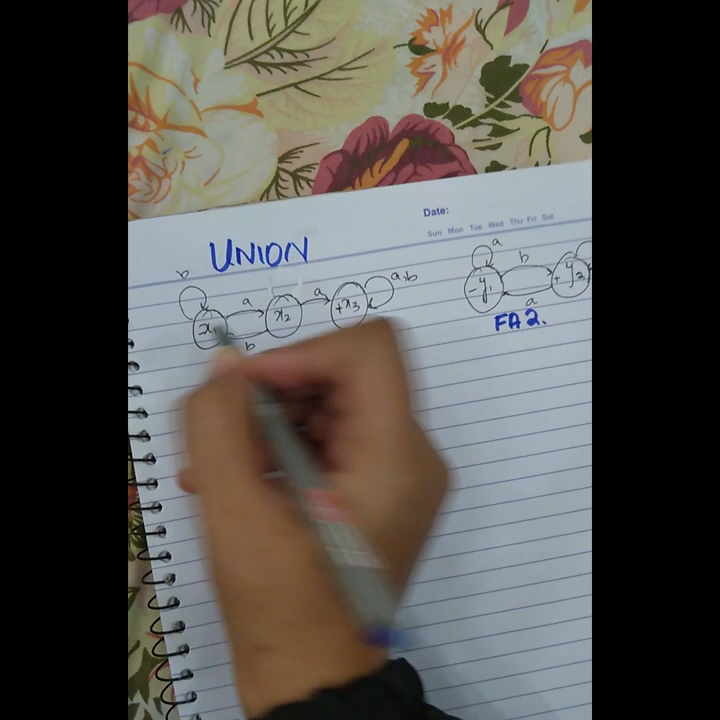 Date:
Sun Mon Tue Wed Thu Fri Sat
UNION
b a a a,b
-x₁ x₂ +x₃
b
a b
-y₁ +y₂
a
FA 2.